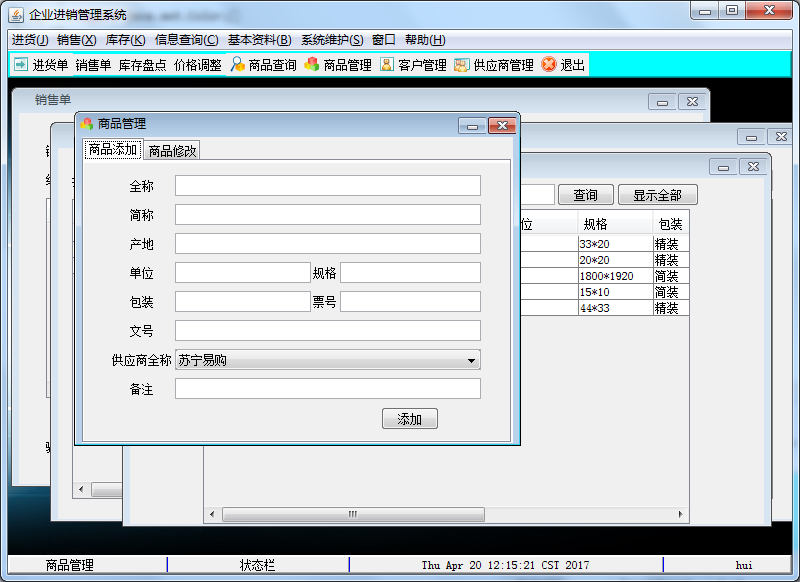 企业进销管理系统
进货(J) 销售(X) 库存(K) 信息查询(C) 基本资料(B) 系统维护(S) 窗口 帮助(H)
进货单 销售单 库存盘点 价格调整 商品查询 商品管理 客户管理 供应商管理 退出
销售单
商品管理
商品添加 商品修改
全称
简称
产地
单位 规格
包装 票号
文号
供应商全称 苏宁易购
备注
添加
查询 显示全部
位 规格 包装
33*20 精装
20*20 精装
1800*1920 简装
15*10 简装
44*33 精装
商品管理 状态栏 Thu Apr 20 12:15:21 CST 2017 hui